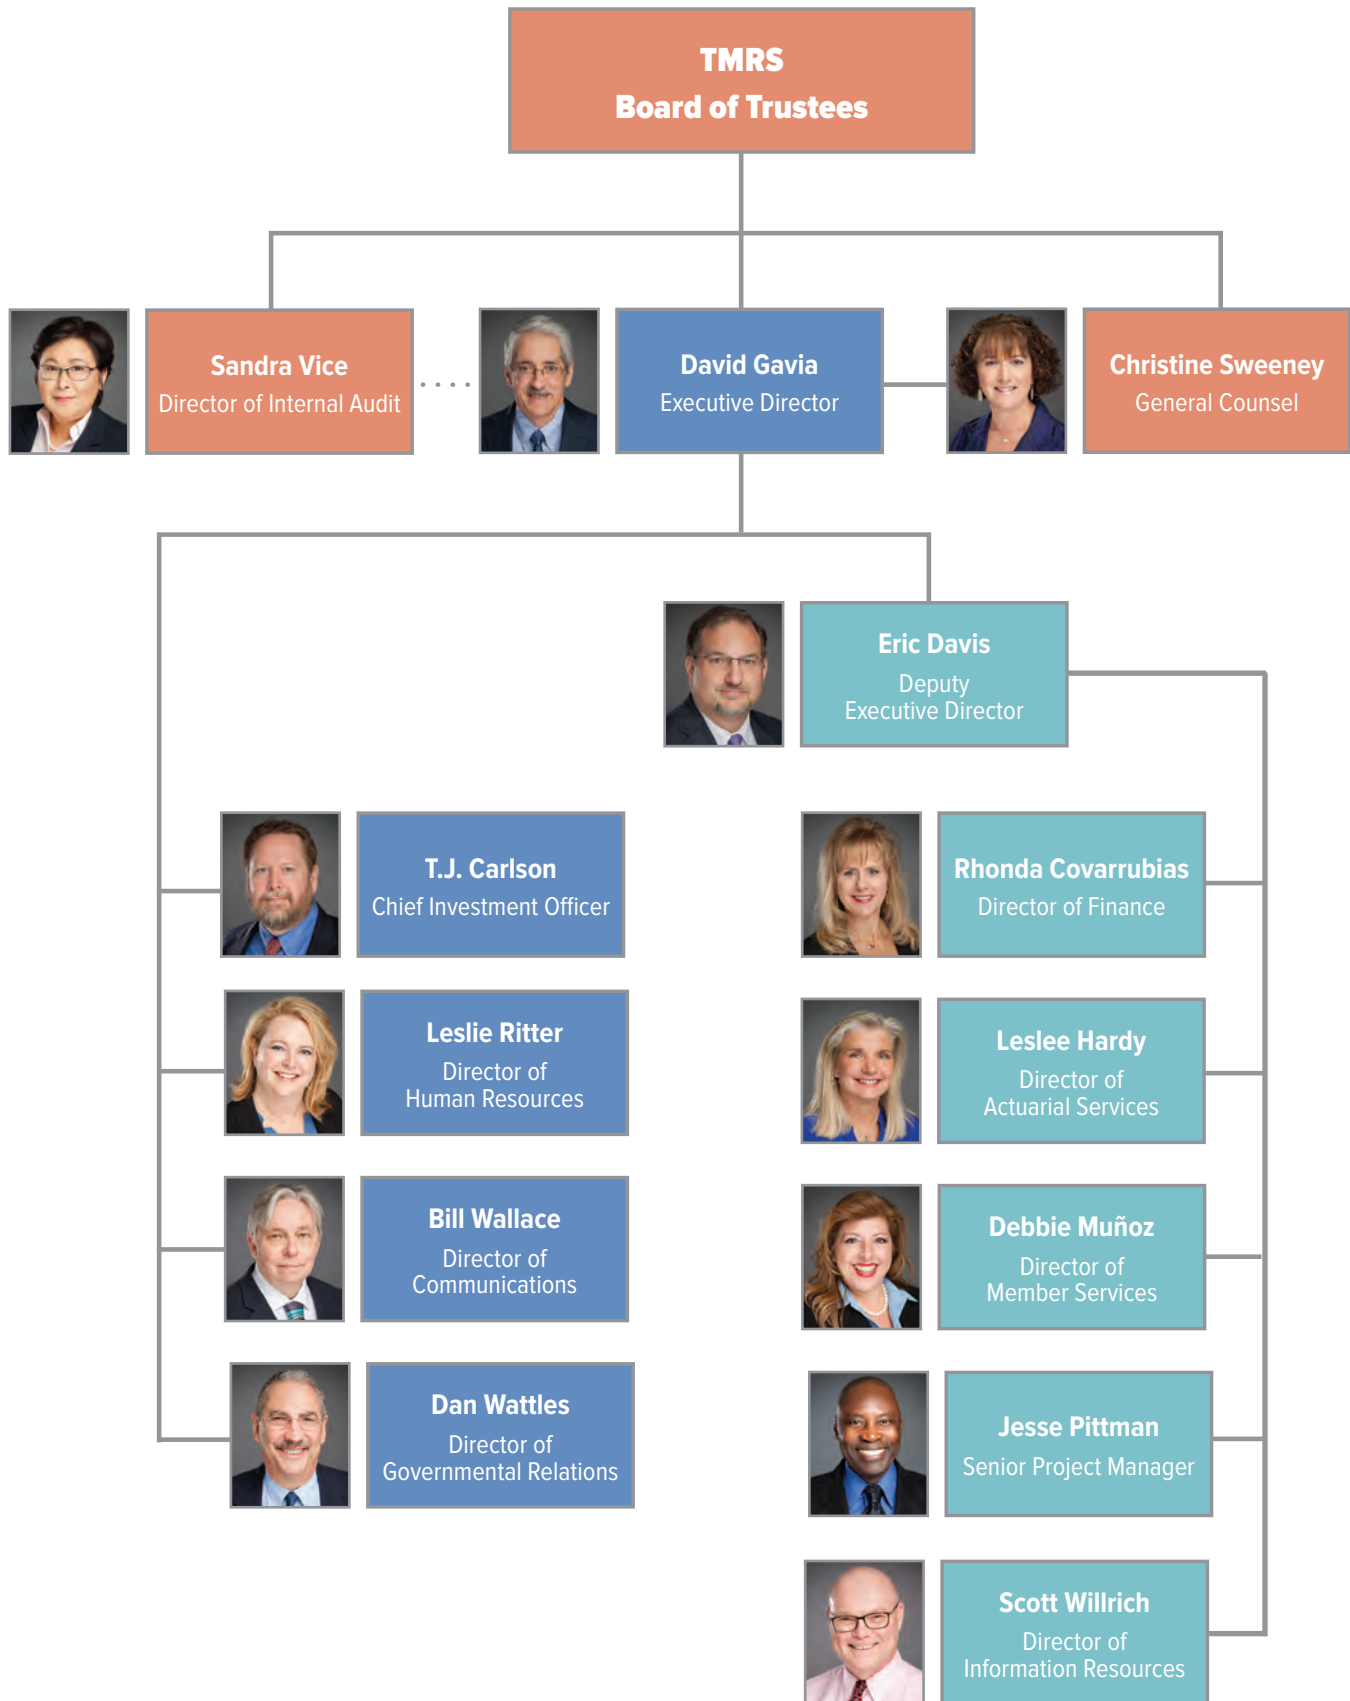 TMRS
Board of Trustees
Sandra Vice
Director of Internal Audit
David Gavia
Executive Director
Christine Sweeney
General Counsel
Eric Davis
Deputy
Executive Director
T.J. Carlson
Chief Investment Officer
Leslie Ritter
Director of
Human Resources
Bill Wallace
Director of
Communications
Dan Wattles
Director of
Governmental Relations
Rhonda Covarrubias
Director of Finance
Leslee Hardy
Director of
Actuarial Services
Debbie Muñoz
Director of
Member Services
Jesse Pittman
Senior Project Manager
Scott Willrich
Director of
Information Resources